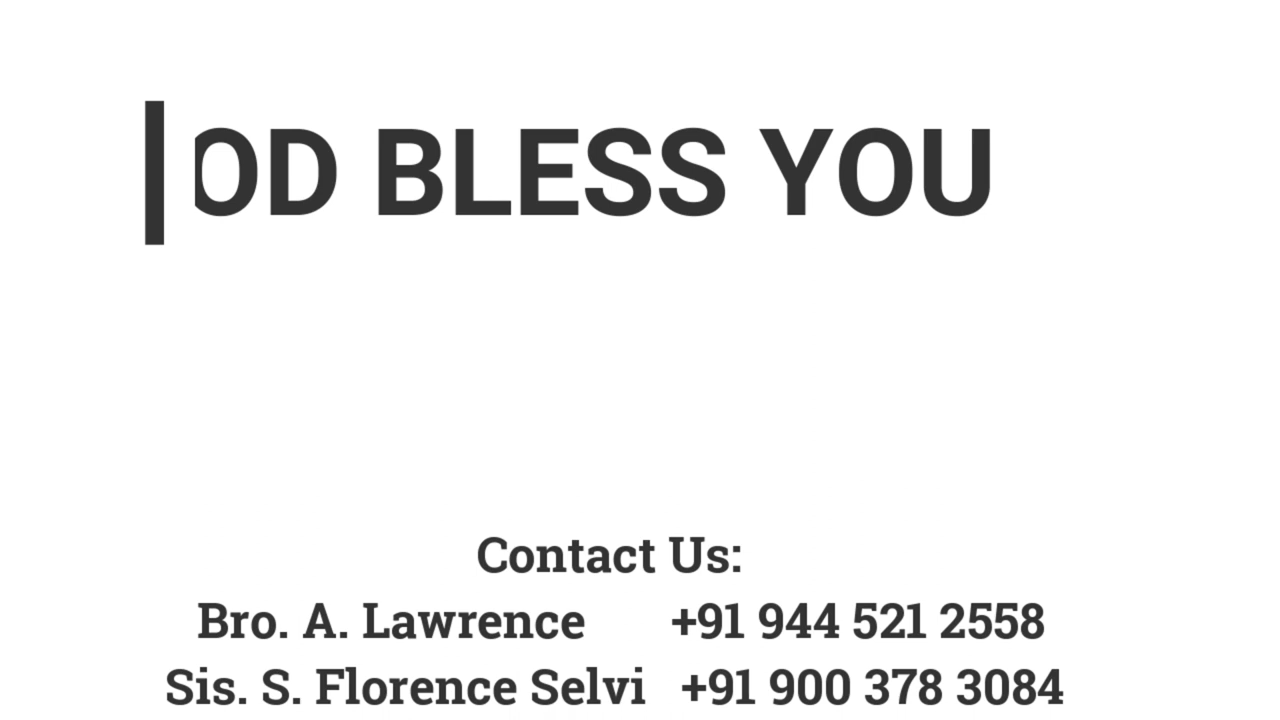 OD BLESS YOU
Contact Us:
Bro. A. Lawrence +91 944 521 2558
Sis. S. Florence Selvi +91 900 378 3084